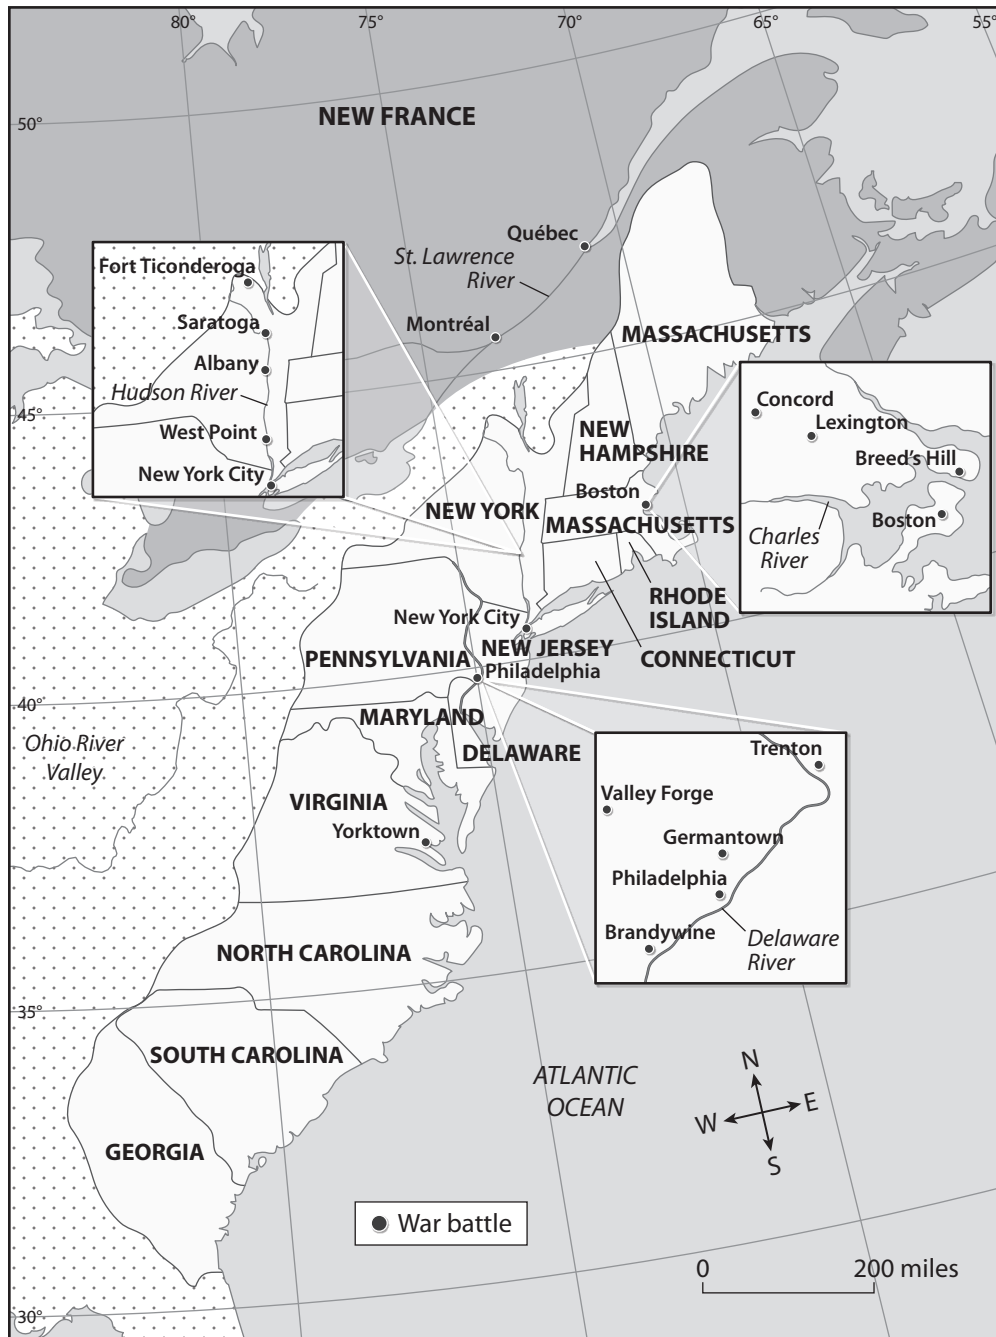 80°
75°
70°
65°
55°
50°
NEW FRANCE
Québec
St. Lawrence
River
Montréal
Fort Ticonderoga
Saratoga
Albany
Hudson River
West Point
New York City
MASSACHUSETTS
Concord
Lexington
Breed's Hill
Boston
Charles
River
45°
NEW
HAMPSHIRE
Boston
NEW YORK
MASSACHUSETTS
RHODE
ISLAND
CONNECTICUT
New York City
NEW JERSEY
PENNSYLVANIA
Philadelphia
40°
MARYLAND
DELAWARE
Ohio River
Valley
VIRGINIA
Yorktown
Trenton
Valley Forge
Germantown
Philadelphia
Brandywine
Delaware
River
NORTH CAROLINA
35°
SOUTH CAROLINA
ATLANTIC
OCEAN
N
W
E
S
GEORGIA
War battle
0
200 miles
30°